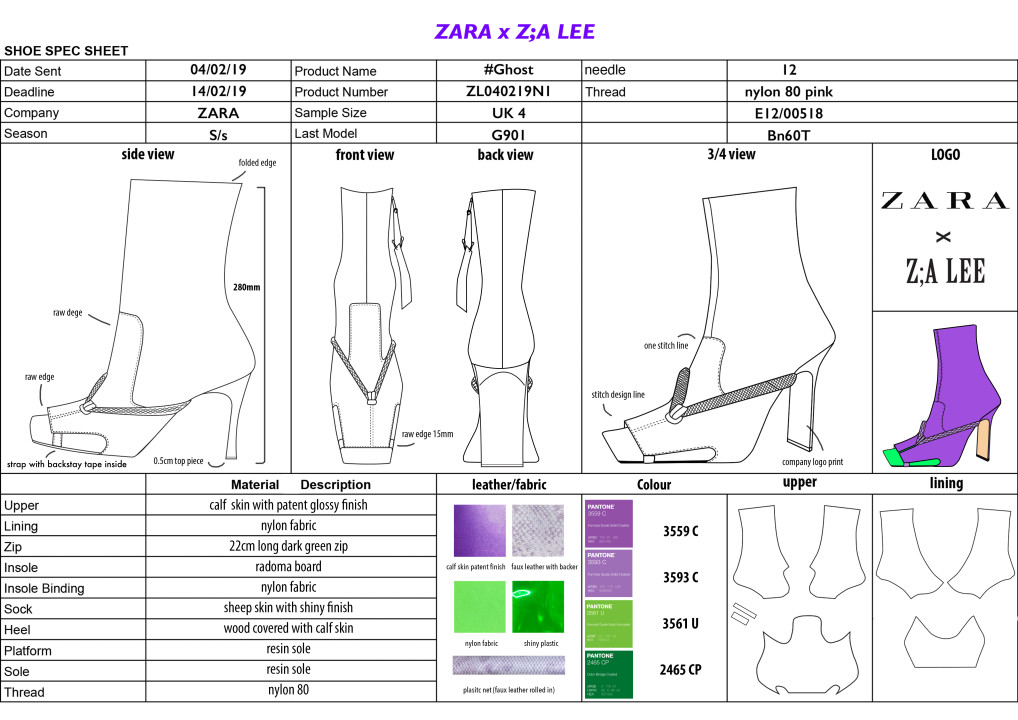 ZARA x Z;A LEE
SHOE SPEC SHEET
Date Sent 04/02/19 Product Name #Ghost needle 12
Deadline 14/02/19 Product Number ZL040219N1 Thread nylon 80 pink
Company ZARA Sample Size UK 4 E12/00518
Season S/s Last Model G901 Bn60T
side view front view back view 3/4 view LOGO
folded edge
280mm
raw dege
raw edge
strap with backstay tape inside
0.5cm top piece
raw edge 15mm
one stitch line
stitch design line
company logo print
ZARA
x
Z;A LEE
Material Description leather/fabric Colour upper lining
Upper calf skin with patent glossy finish
Lining nylon fabric
Zip 22cm long dark green zip
Insole radoma board
Insole Binding nylon fabric
Sock sheep skin with shiny finish
Heel wood covered with calf skin
Platform resin sole
Sole resin sole
Thread nylon 80
calf skin patent finish faux leather with backer
nylon fabric shiny plastic
plasitc net (faux leather rolled in)
PANTONE
3559 C
3559 C
PANTONE
3593 C
3593 C
PANTONE
3561 U
3561 U
PANTONE
2465 CP
2465 CP